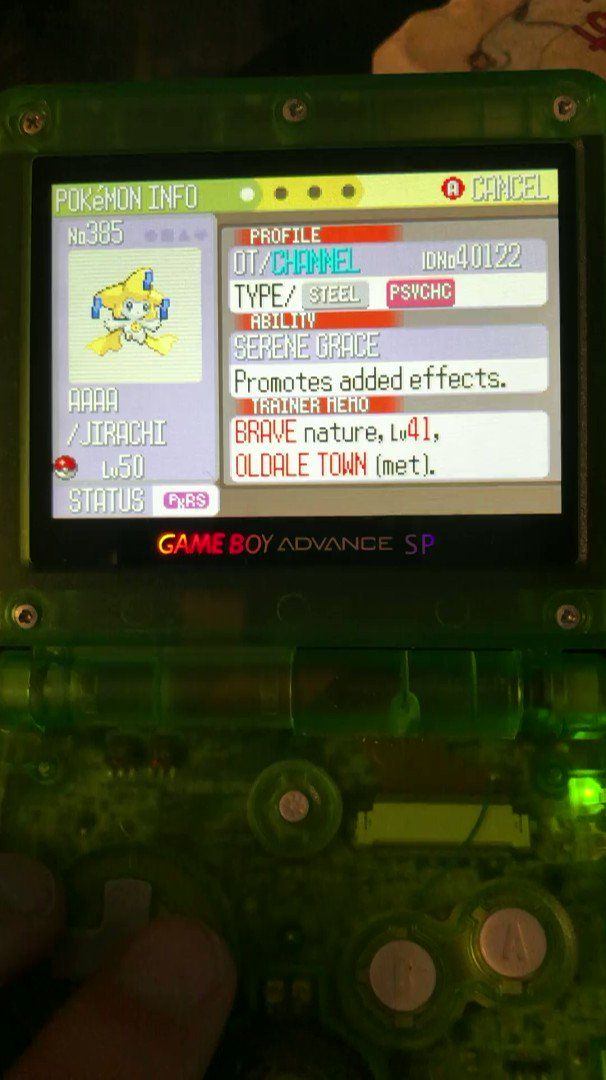 POKéMON INFO
A CANCEL
No385
AAAA
/JIRACHI
Lv50
STATUS PKRS
PROFILE
OT/CHANNEL IDNo40122
TYPE/ STEEL PSYCHC
ABILITY
SERENE GRACE
Promotes added effects.
TRAINER MEMO
BRAVE nature, Lv41,
OLDALE TOWN (met).
GAME BOY ADVANCE SP
B
A